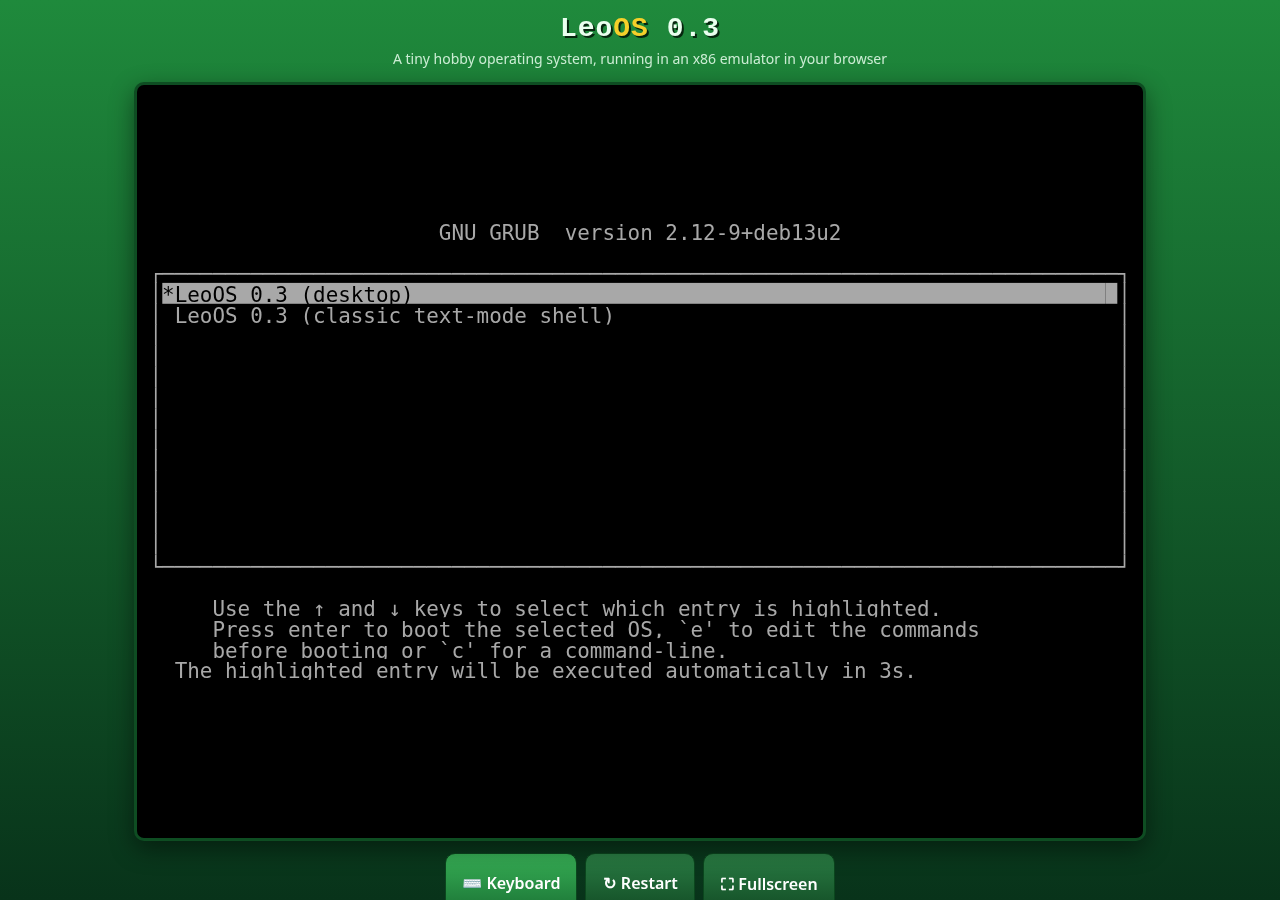 LeoOS 0.3
A tiny hobby operating system, running in an x86 emulator in your browser
GNU GRUB  version 2.12-9+deb13u2
*LeoOS 0.3 (desktop)
LeoOS 0.3 (classic text-mode shell)
Use the ↑ and ↓ keys to select which entry is highlighted.
Press enter to boot the selected OS, `e' to edit the commands
before booting or `c' for a command-line.
The highlighted entry will be executed automatically in 3s.
⌨ Keyboard
↻ Restart
⛶ Fullscreen